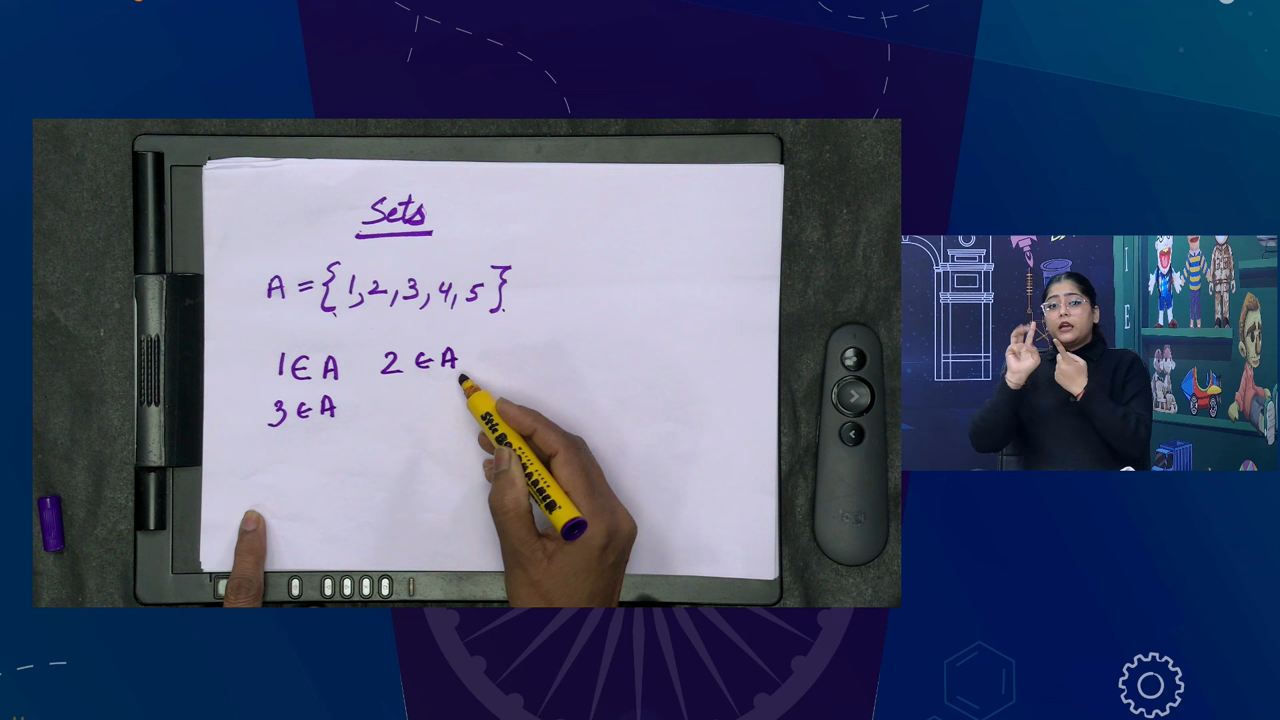 Sets
A = {1,2,3,4,5}
1 ∈ A 2 ∈ A
3 ∈ A
I
E